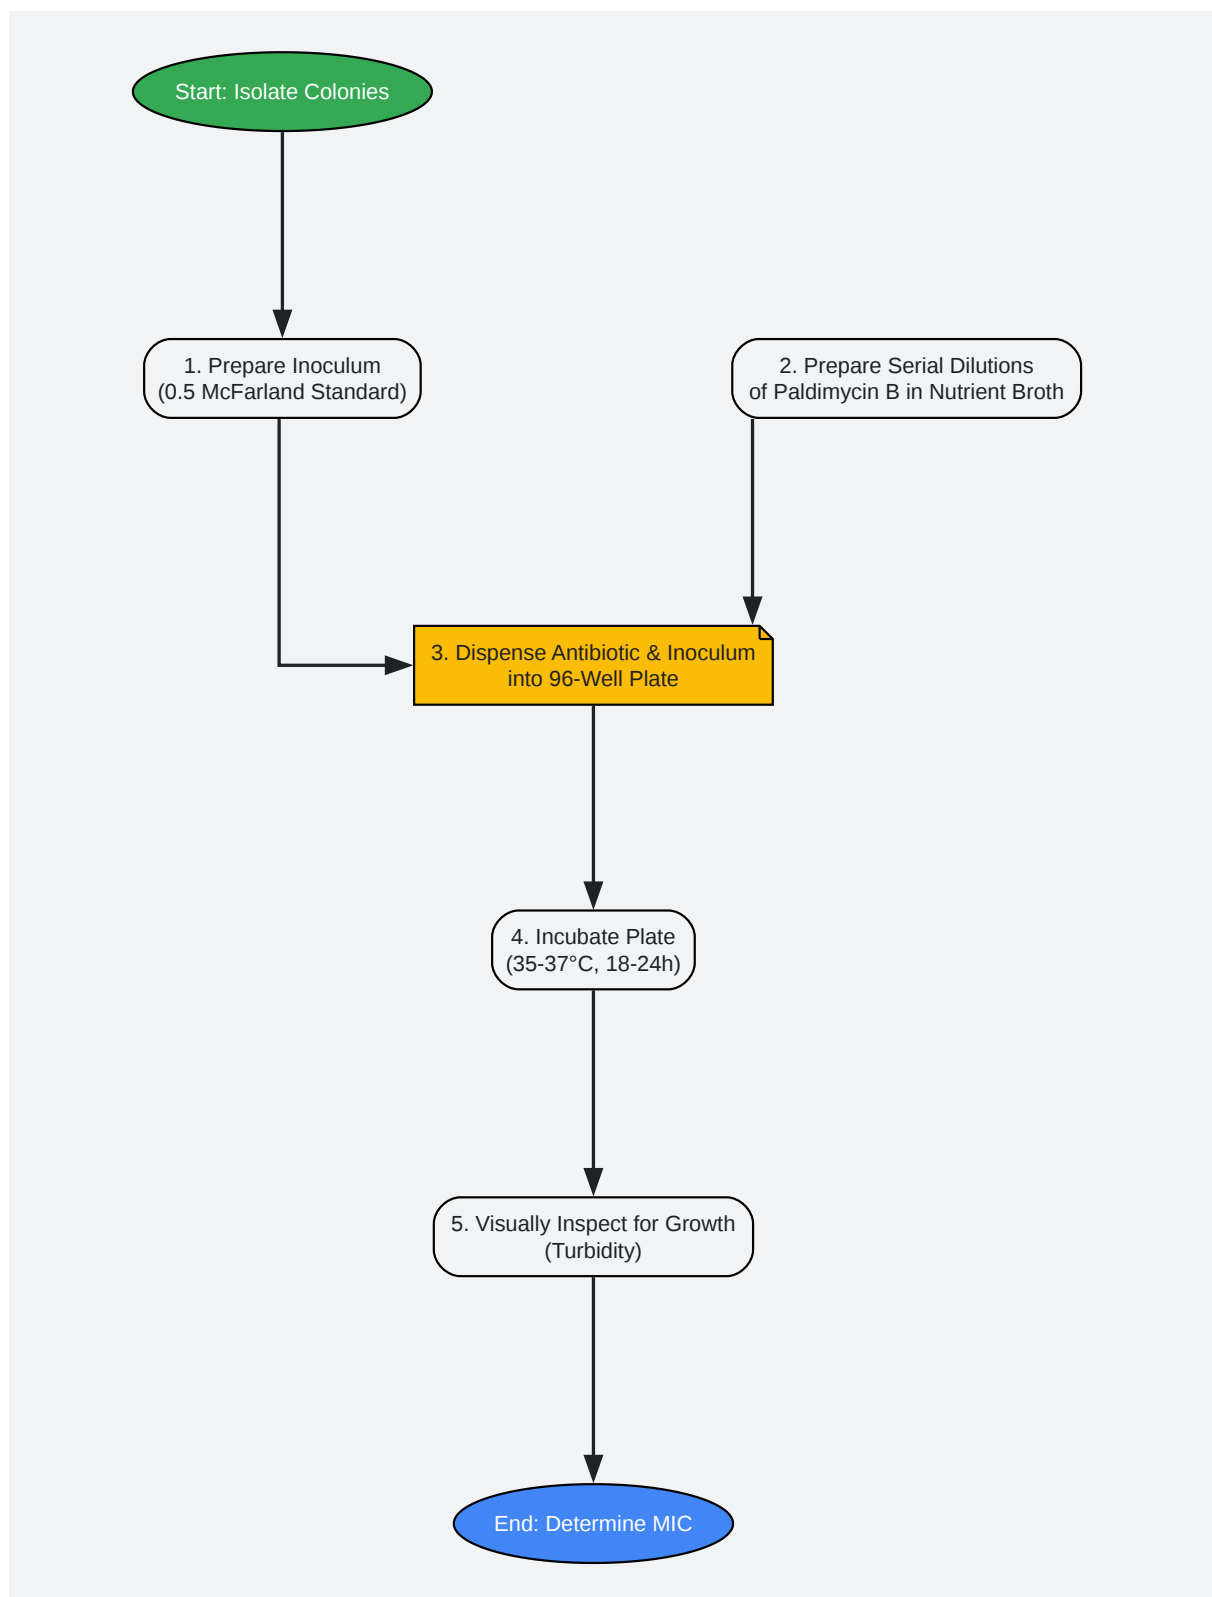 Start: Isolate Colonies
1. Prepare Inoculum
(0.5 McFarland Standard)
2. Prepare Serial Dilutions
of Paldimycin B in Nutrient Broth
3. Dispense Antibiotic & Inoculum
into 96-Well Plate
4. Incubate Plate
(35-37°C, 18-24h)
5. Visually Inspect for Growth
(Turbidity)
End: Determine MIC